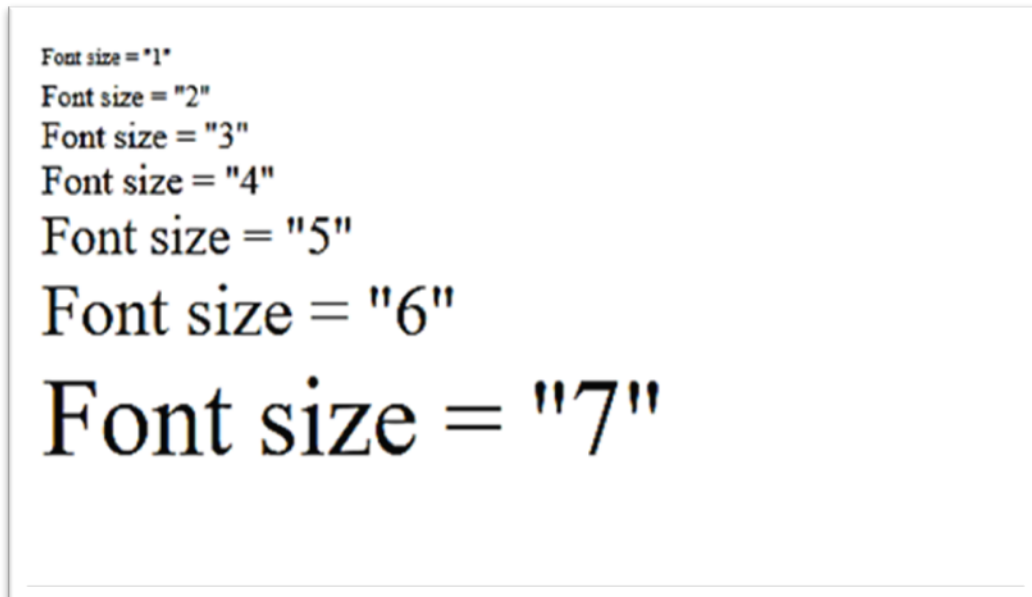 Font size = "1"
Font size = "2"
Font size = "3"
Font size = "4"
Font size = "5"
Font size = "6"
Font size = "7"